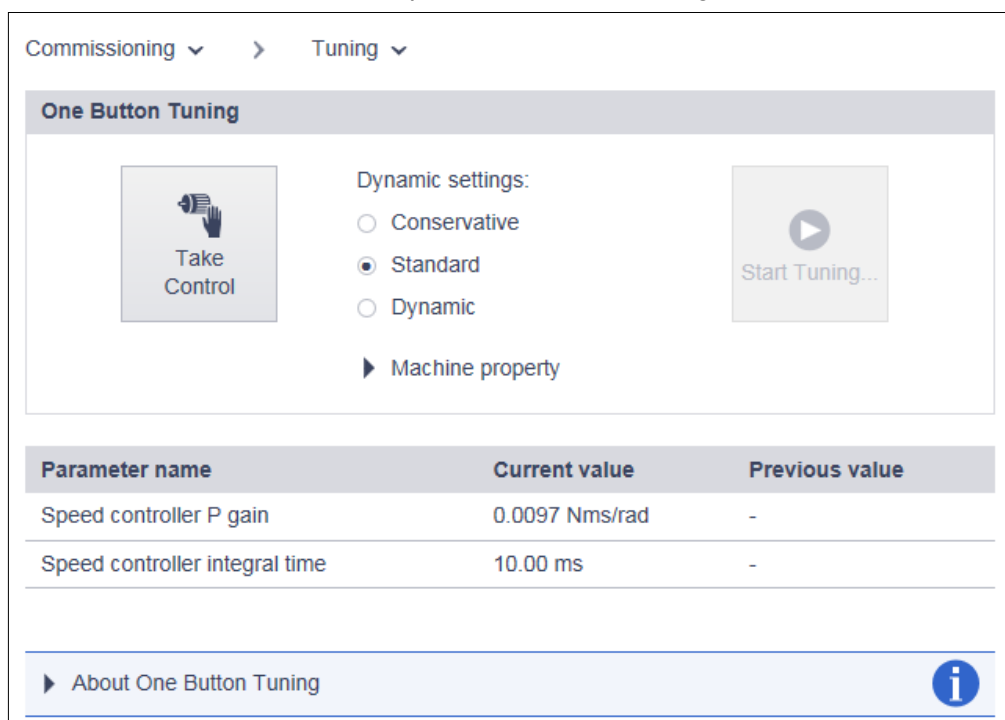 Commissioning > Tuning
One Button Tuning
Take
Control
Dynamic settings:
Conservative
Standard
Dynamic
Machine property
Start Tuning...
Parameter name Current value Previous value
Speed controller P gain 0.0097 Nms/rad -
Speed controller integral time 10.00 ms -
About One Button Tuning
i